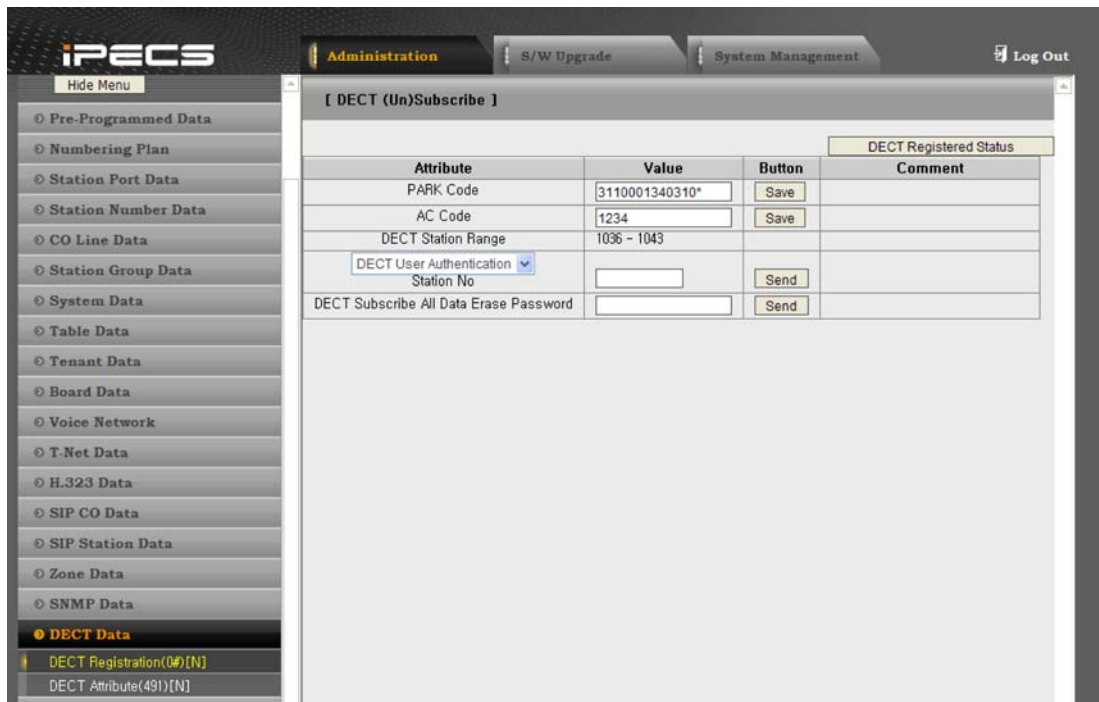 iPECS
Administration
S/W Upgrade
System Management
Log Out
Hide Menu
Pre-Programmed Data
Numbering Plan
Station Port Data
Station Number Data
CO Line Data
Station Group Data
System Data
Table Data
Tenant Data
Board Data
Voice Network
T-Net Data
H.323 Data
SIP CO Data
SIP Station Data
Zone Data
SNMP Data
DECT Data
DECT Registration(0#)[N]
DECT Attribute(491)[N]
[ DECT (Un)Subscribe ]
DECT Registered Status
Attribute Value Button Comment
PARK Code 3110001340310* Save
AC Code 1234 Save
DECT Station Range 1036 - 1043
DECT User Authentication
Station No Send
DECT Subscribe All Data Erase Password Send